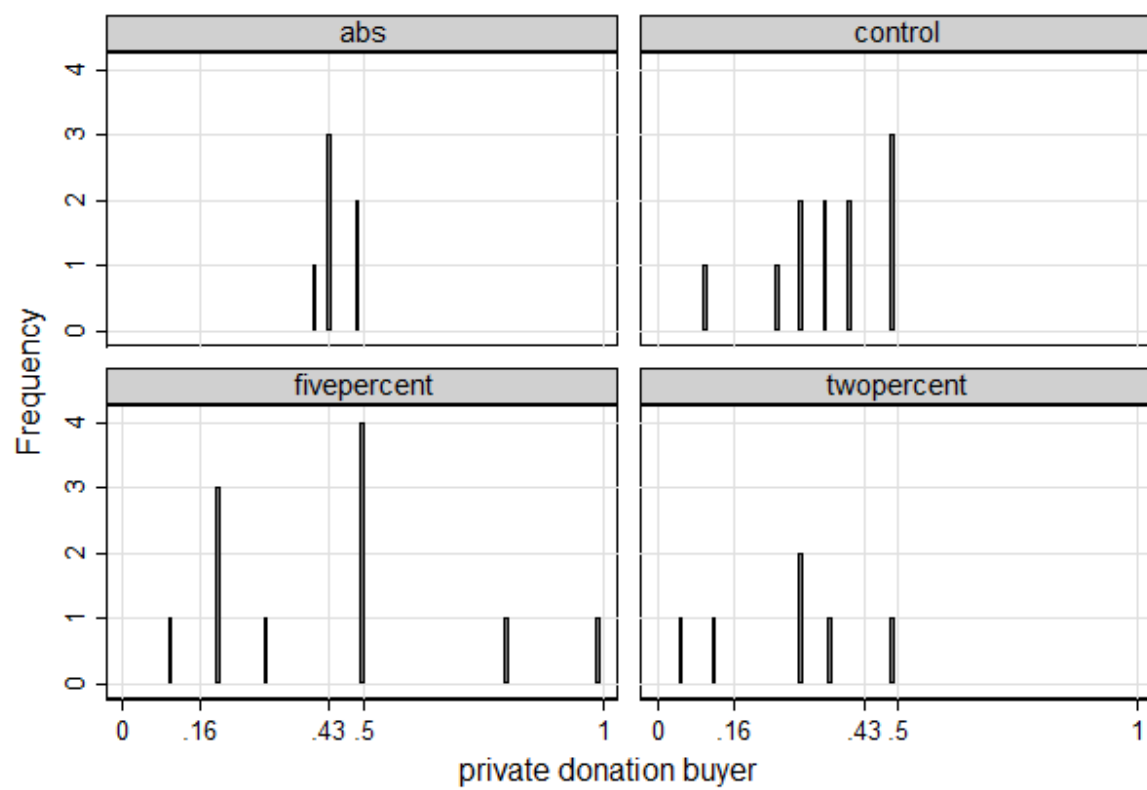 abs
control
4
3
2
1
0
Frequency
fivepercent
twopercent
4
3
2
1
0
0 .16 .43 .5 1
0 .16 .43 .5 1
private donation buyer